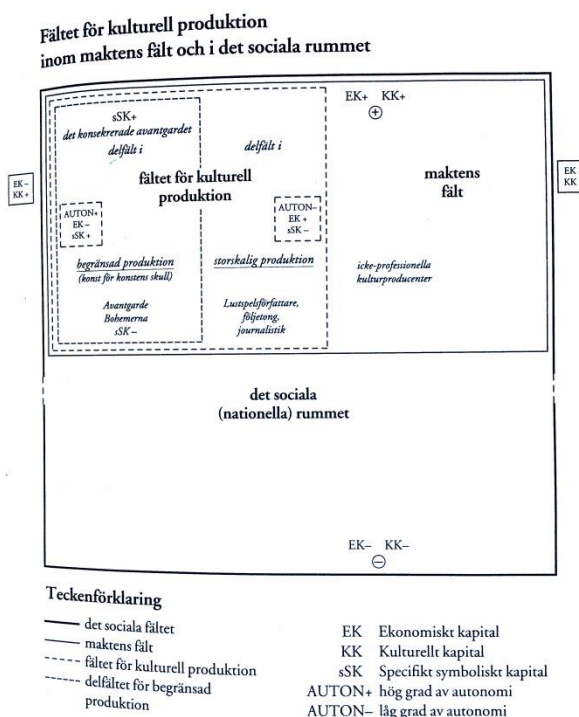 Fältet för kulturell produktion
inom maktens fält och i det sociala rummet
EK+ KK+
+
sSK+
det konsekrerade avantgardet
delfält i
delfält i
fältet för kulturell
produktion
maktens
fält
EK–
KK+
EK
KK
AUTON+
EK–
sSK+
AUTON–
EK+
sSK–
begränsad produktion
(konst för konstens skull)
storskalig produktion
icke-professionella
kulturproducenter
Avantgarde
Bohemerna
sSK–
Lustspelsförfattare,
följetong,
journalistik
det sociala
(nationella) rummet
EK– KK–
–
Teckenförklaring
det sociala fältet
maktens fält
fältet för kulturell produktion
delfältet för begränsad
produktion
EK Ekonomiskt kapital
KK Kulturellt kapital
sSK Specifikt symboliskt kapital
AUTON+ hög grad av autonomi
AUTON– låg grad av autonomi